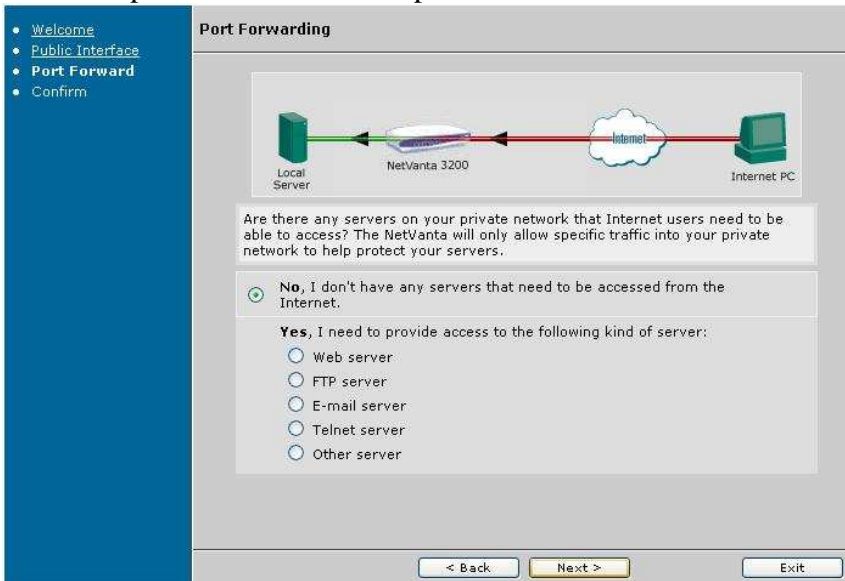 Welcome
Public Interface
Port Forward
Confirm
Port Forwarding
Internet
Local
Server
NetVanta 3200
Internet PC
Are there any servers on your private network that Internet users need to be
able to access? The NetVanta will only allow specific traffic into your private
network to help protect your servers.
No, I don't have any servers that need to be accessed from the
Internet.
Yes, I need to provide access to the following kind of server:
Web server
FTP server
E-mail server
Telnet server
Other server
< Back
Next >
Exit